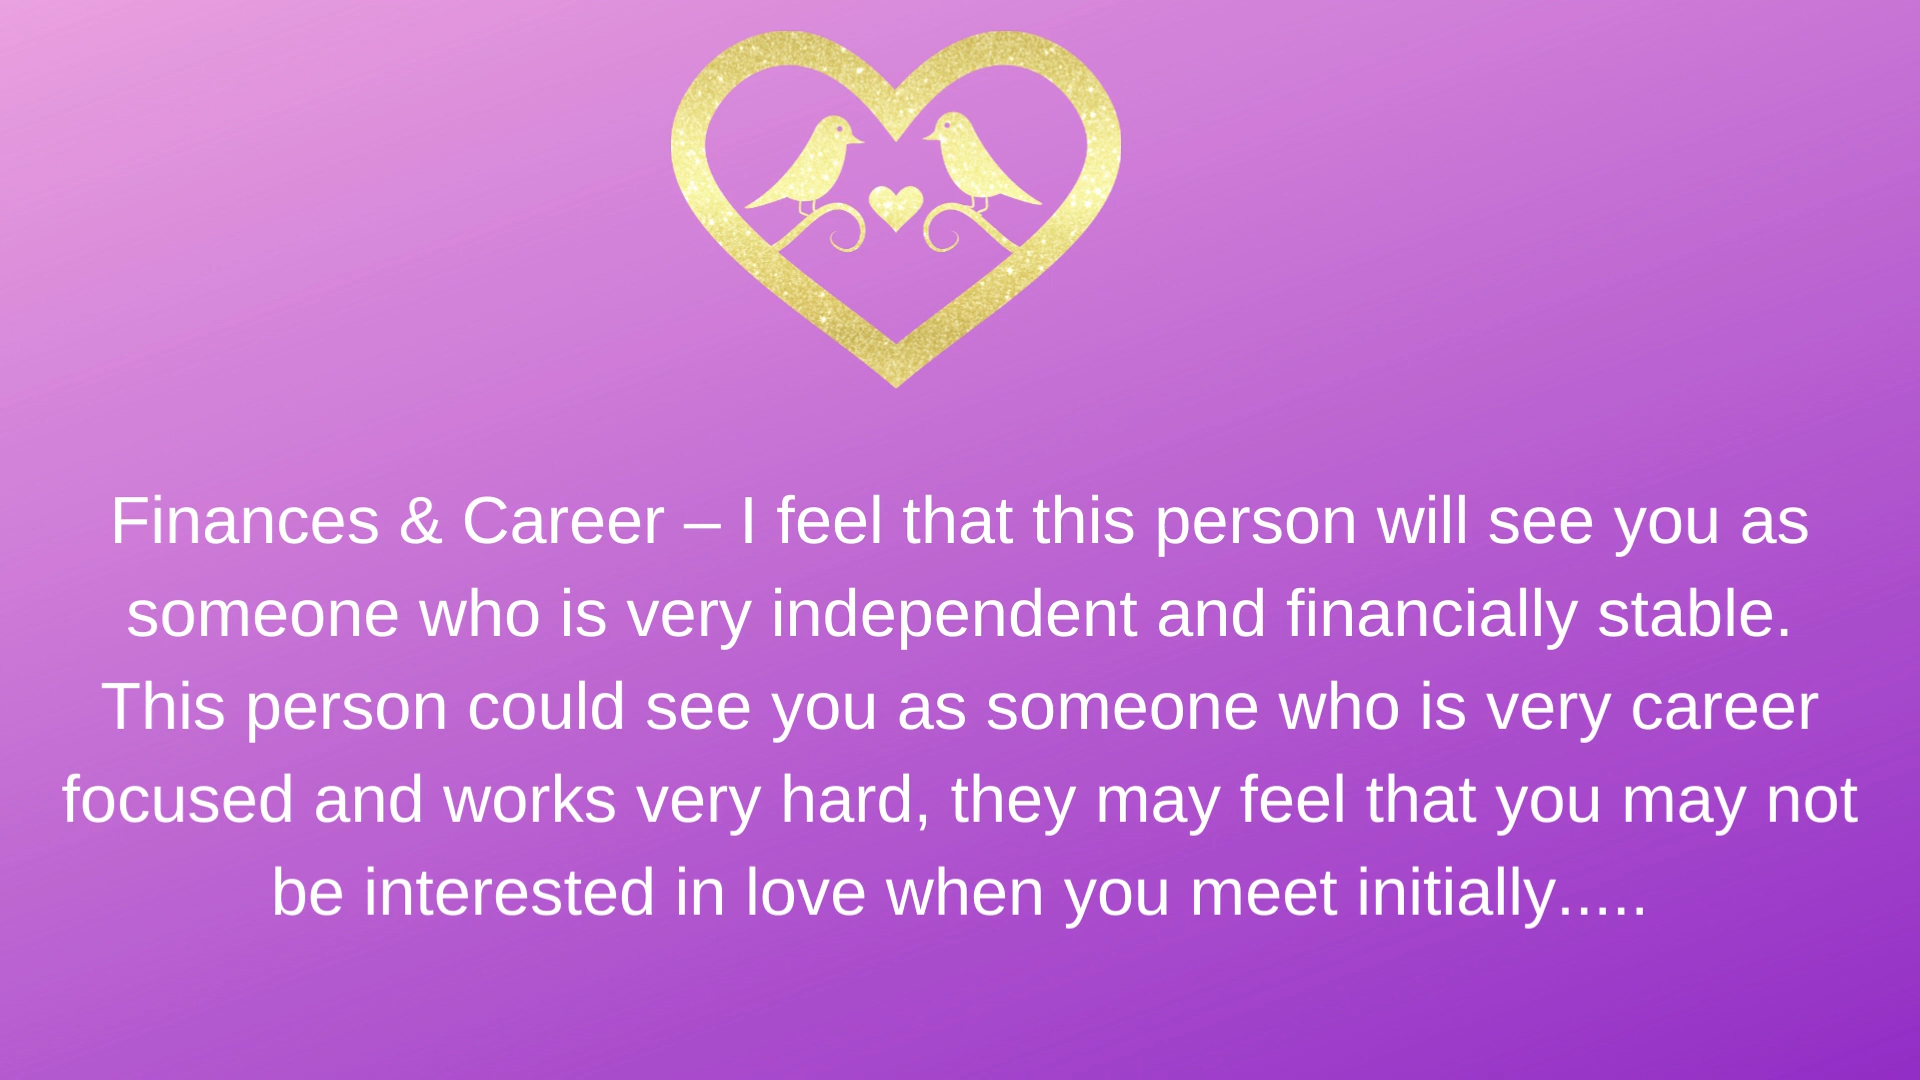 Finances & Career – I feel that this person will see you as
someone who is very independent and financially stable.
This person could see you as someone who is very career
focused and works very hard, they may feel that you may not
be interested in love when you meet initially.....